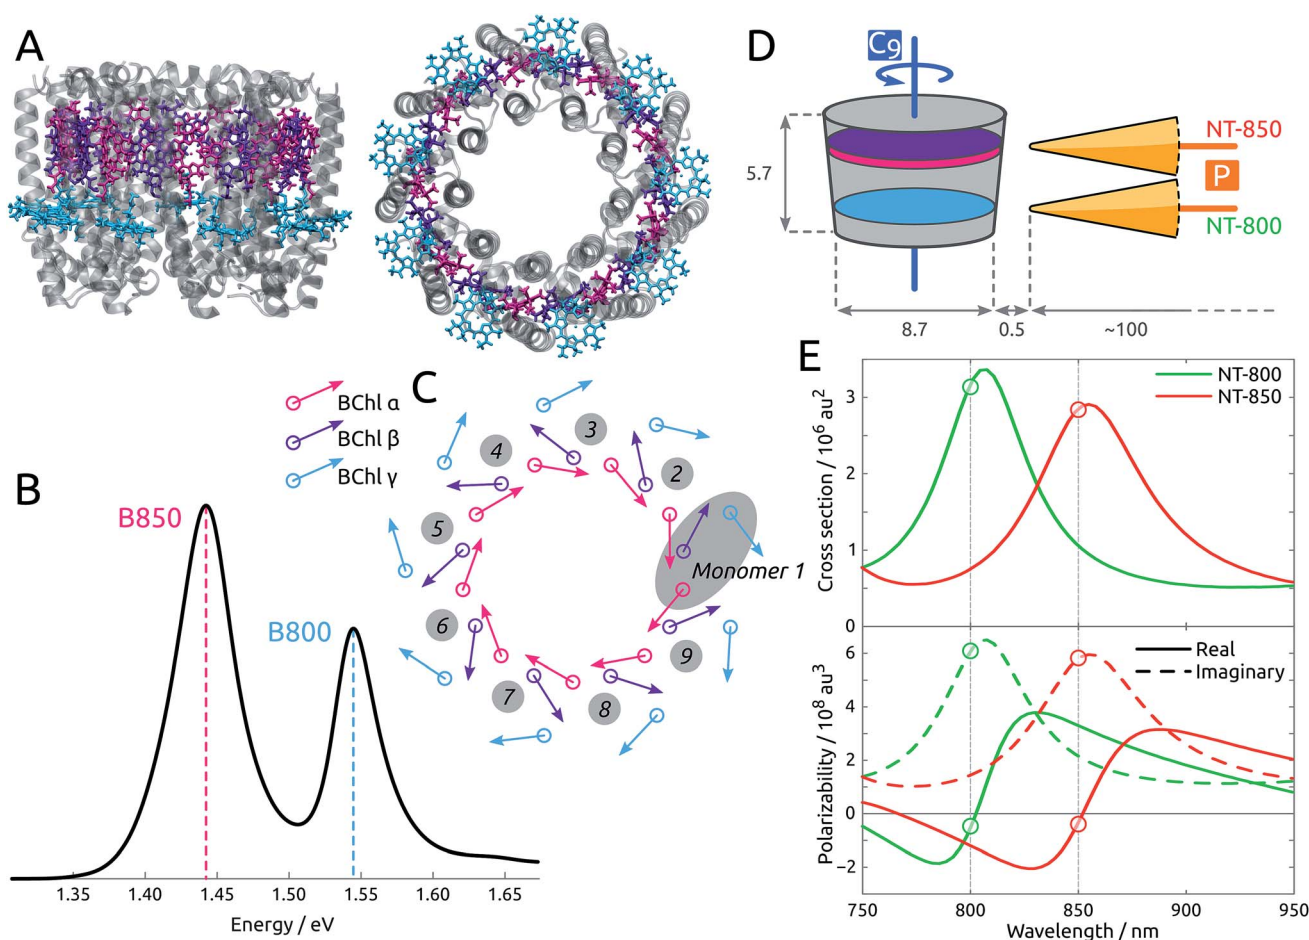 A
B
B850
B800
1.35
1.40
1.45
1.50
1.55
1.60
1.65
Energy / eV
BChl α
BChl β
BChl γ
C
3
4
2
5
Monomer 1
6
9
7
8
D
C9
5.7
NT-850
P
NT-800
8.7
0.5
~100
E
NT-800
NT-850
Cross section / 10⁶ au²
3
2
1
0
Real
Imaginary
Polarizability / 10⁸ au³
6
4
2
0
−2
750
800
850
900
950
Wavelength / nm